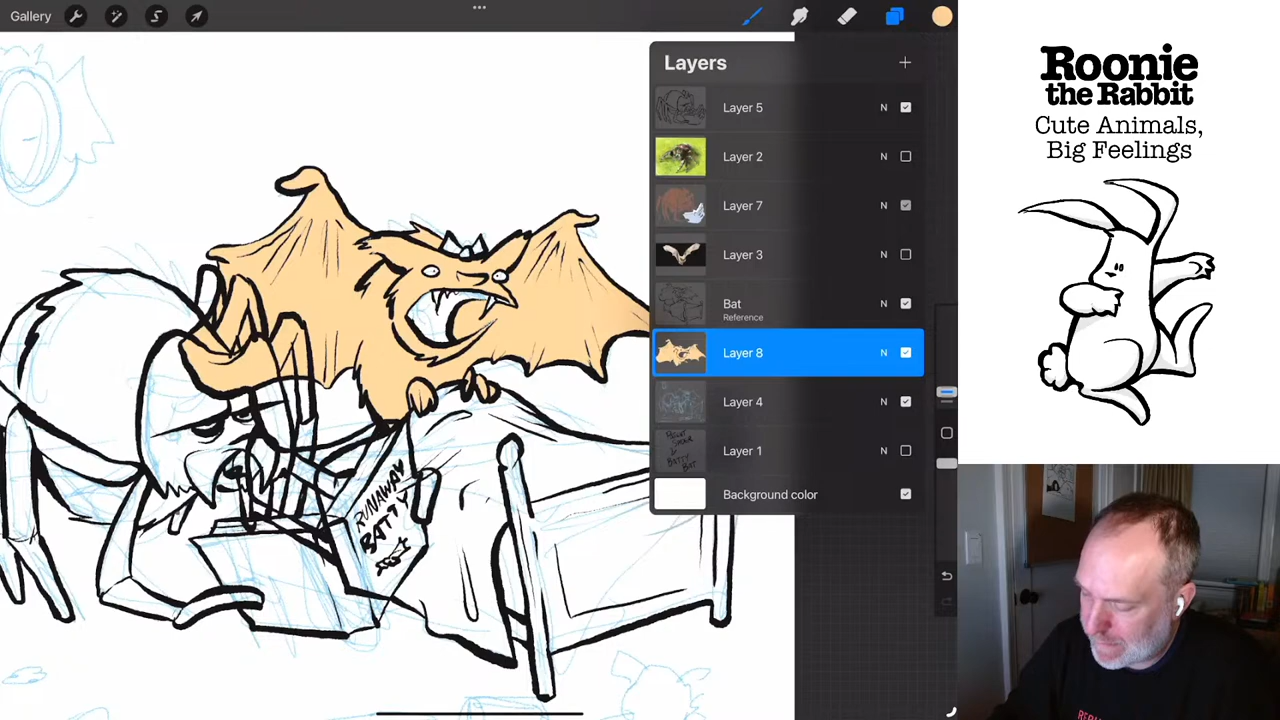 Gallery
Layers
Layer 5
N
Layer 2
N
Layer 7
N
Layer 3
N
Bat
Reference
N
Layer 8
N
Layer 4
N
Layer 1
N
Background color
RUNAWAY
BATTY
Roonie
the Rabbit
Cute Animals,
Big Feelings